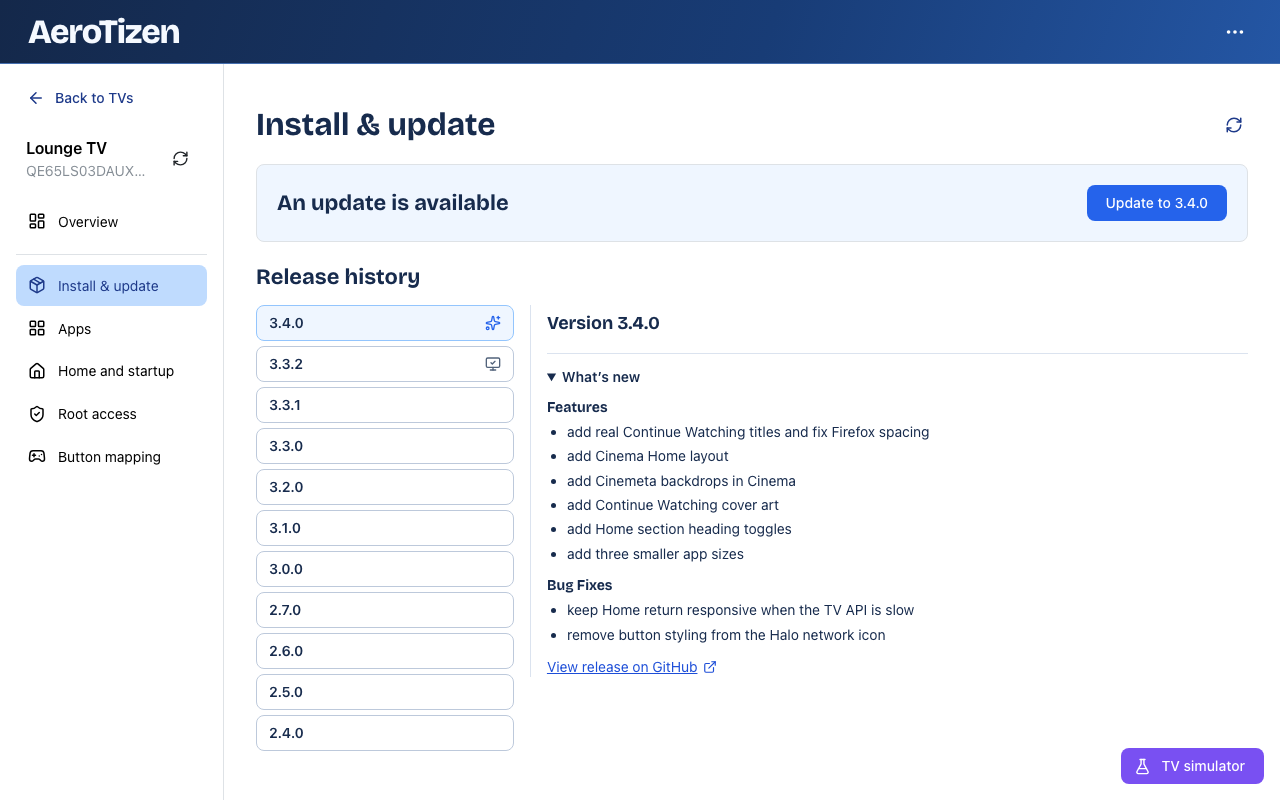 AeroTizen
Back to TVs
Lounge TV
QE65LS03DAUX...
Overview
Install & update
Apps
Home and startup
Root access
Button mapping
Install & update
An update is available
Update to 3.4.0
Release history
3.4.0
3.3.2
3.3.1
3.3.0
3.2.0
3.1.0
3.0.0
2.7.0
2.6.0
2.5.0
2.4.0
Version 3.4.0
What's new
Features
• add real Continue Watching titles and fix Firefox spacing
• add Cinema Home layout
• add Cinemeta backdrops in Cinema
• add Continue Watching cover art
• add Home section heading toggles
• add three smaller app sizes
Bug Fixes
• keep Home return responsive when the TV API is slow
• remove button styling from the Halo network icon
View release on GitHub
TV simulator